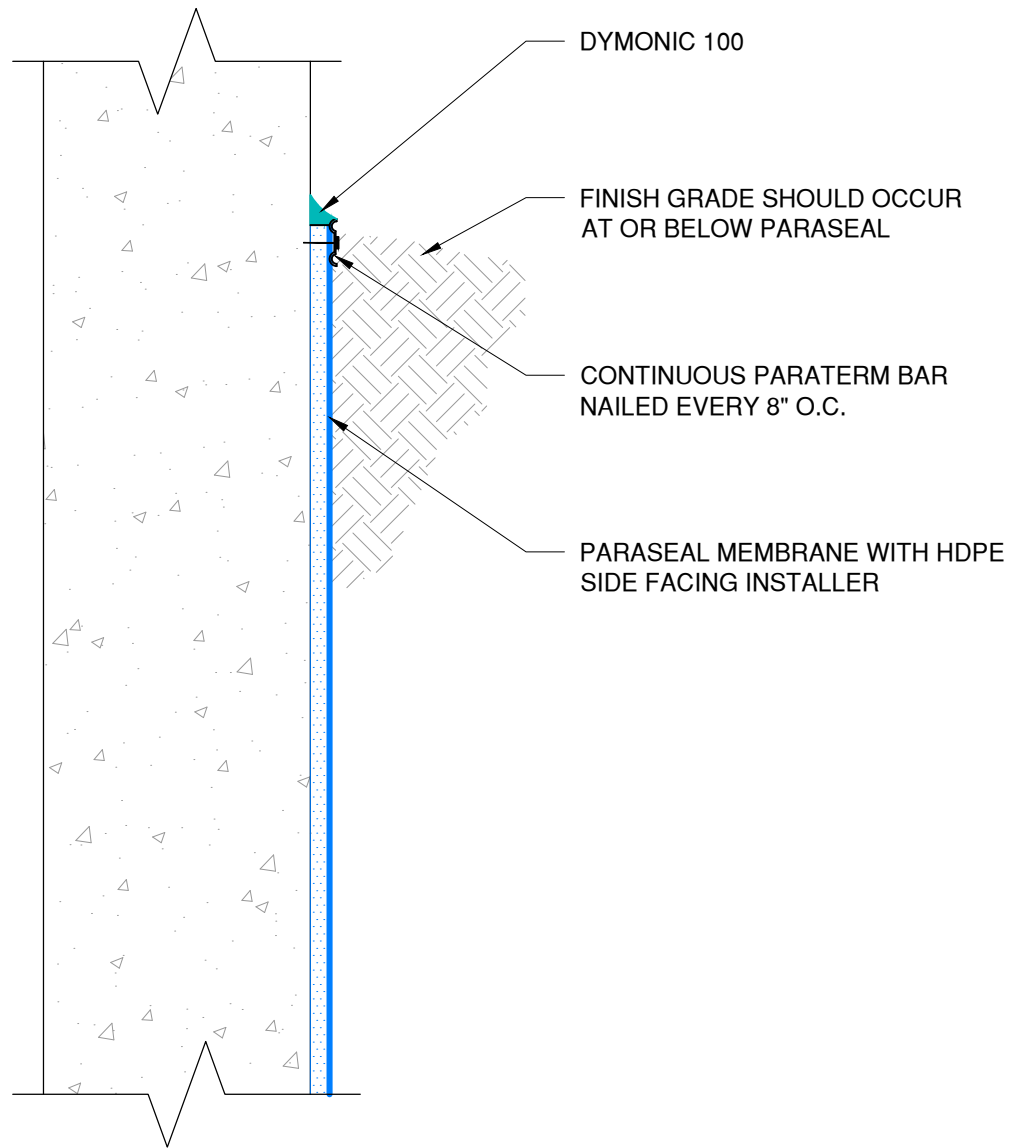 DYMONIC 100
FINISH GRADE SHOULD OCCUR
AT OR BELOW PARASEAL
CONTINUOUS PARATERM BAR
NAILED EVERY 8" O.C.
PARASEAL MEMBRANE WITH HDPE
SIDE FACING INSTALLER